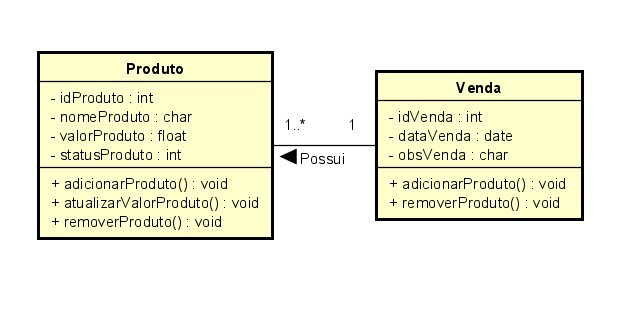 Produto
- idProduto : int
- nomeProduto : char
- valorProduto : float
- statusProduto : int
+ adicionarProduto() : void
+ atualizarValorProduto() : void
+ removerProduto() : void
1..*
1
Possui
Venda
- idVenda : int
- dataVenda : date
- obsVenda : char
+ adicionarProduto() : void
+ removerProduto() : void